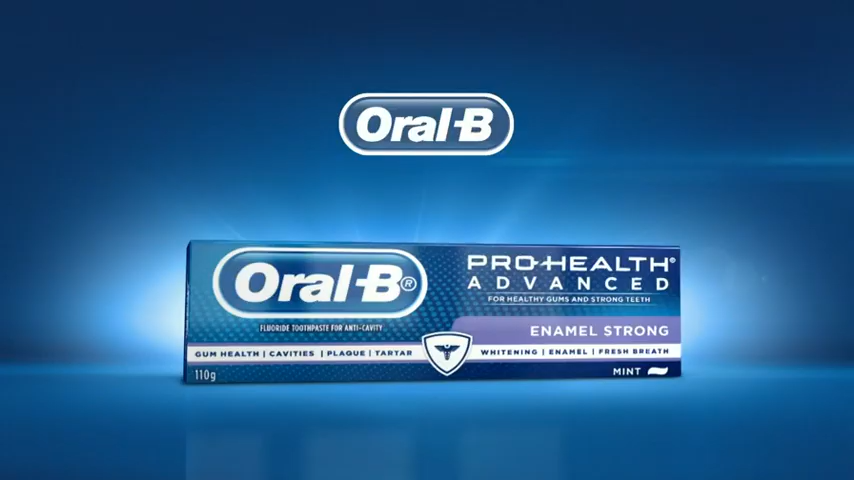 Oral-B
Oral-B®
PRO-HEALTH®
ADVANCED
FOR HEALTHY GUMS AND STRONG TEETH
FLUORIDE TOOTHPASTE FOR ANTI-CAVITY
ENAMEL STRONG
GUM HEALTH | CAVITIES | PLAQUE | TARTAR
WHITENING | ENAMEL | FRESH BREATH
110g
MINT